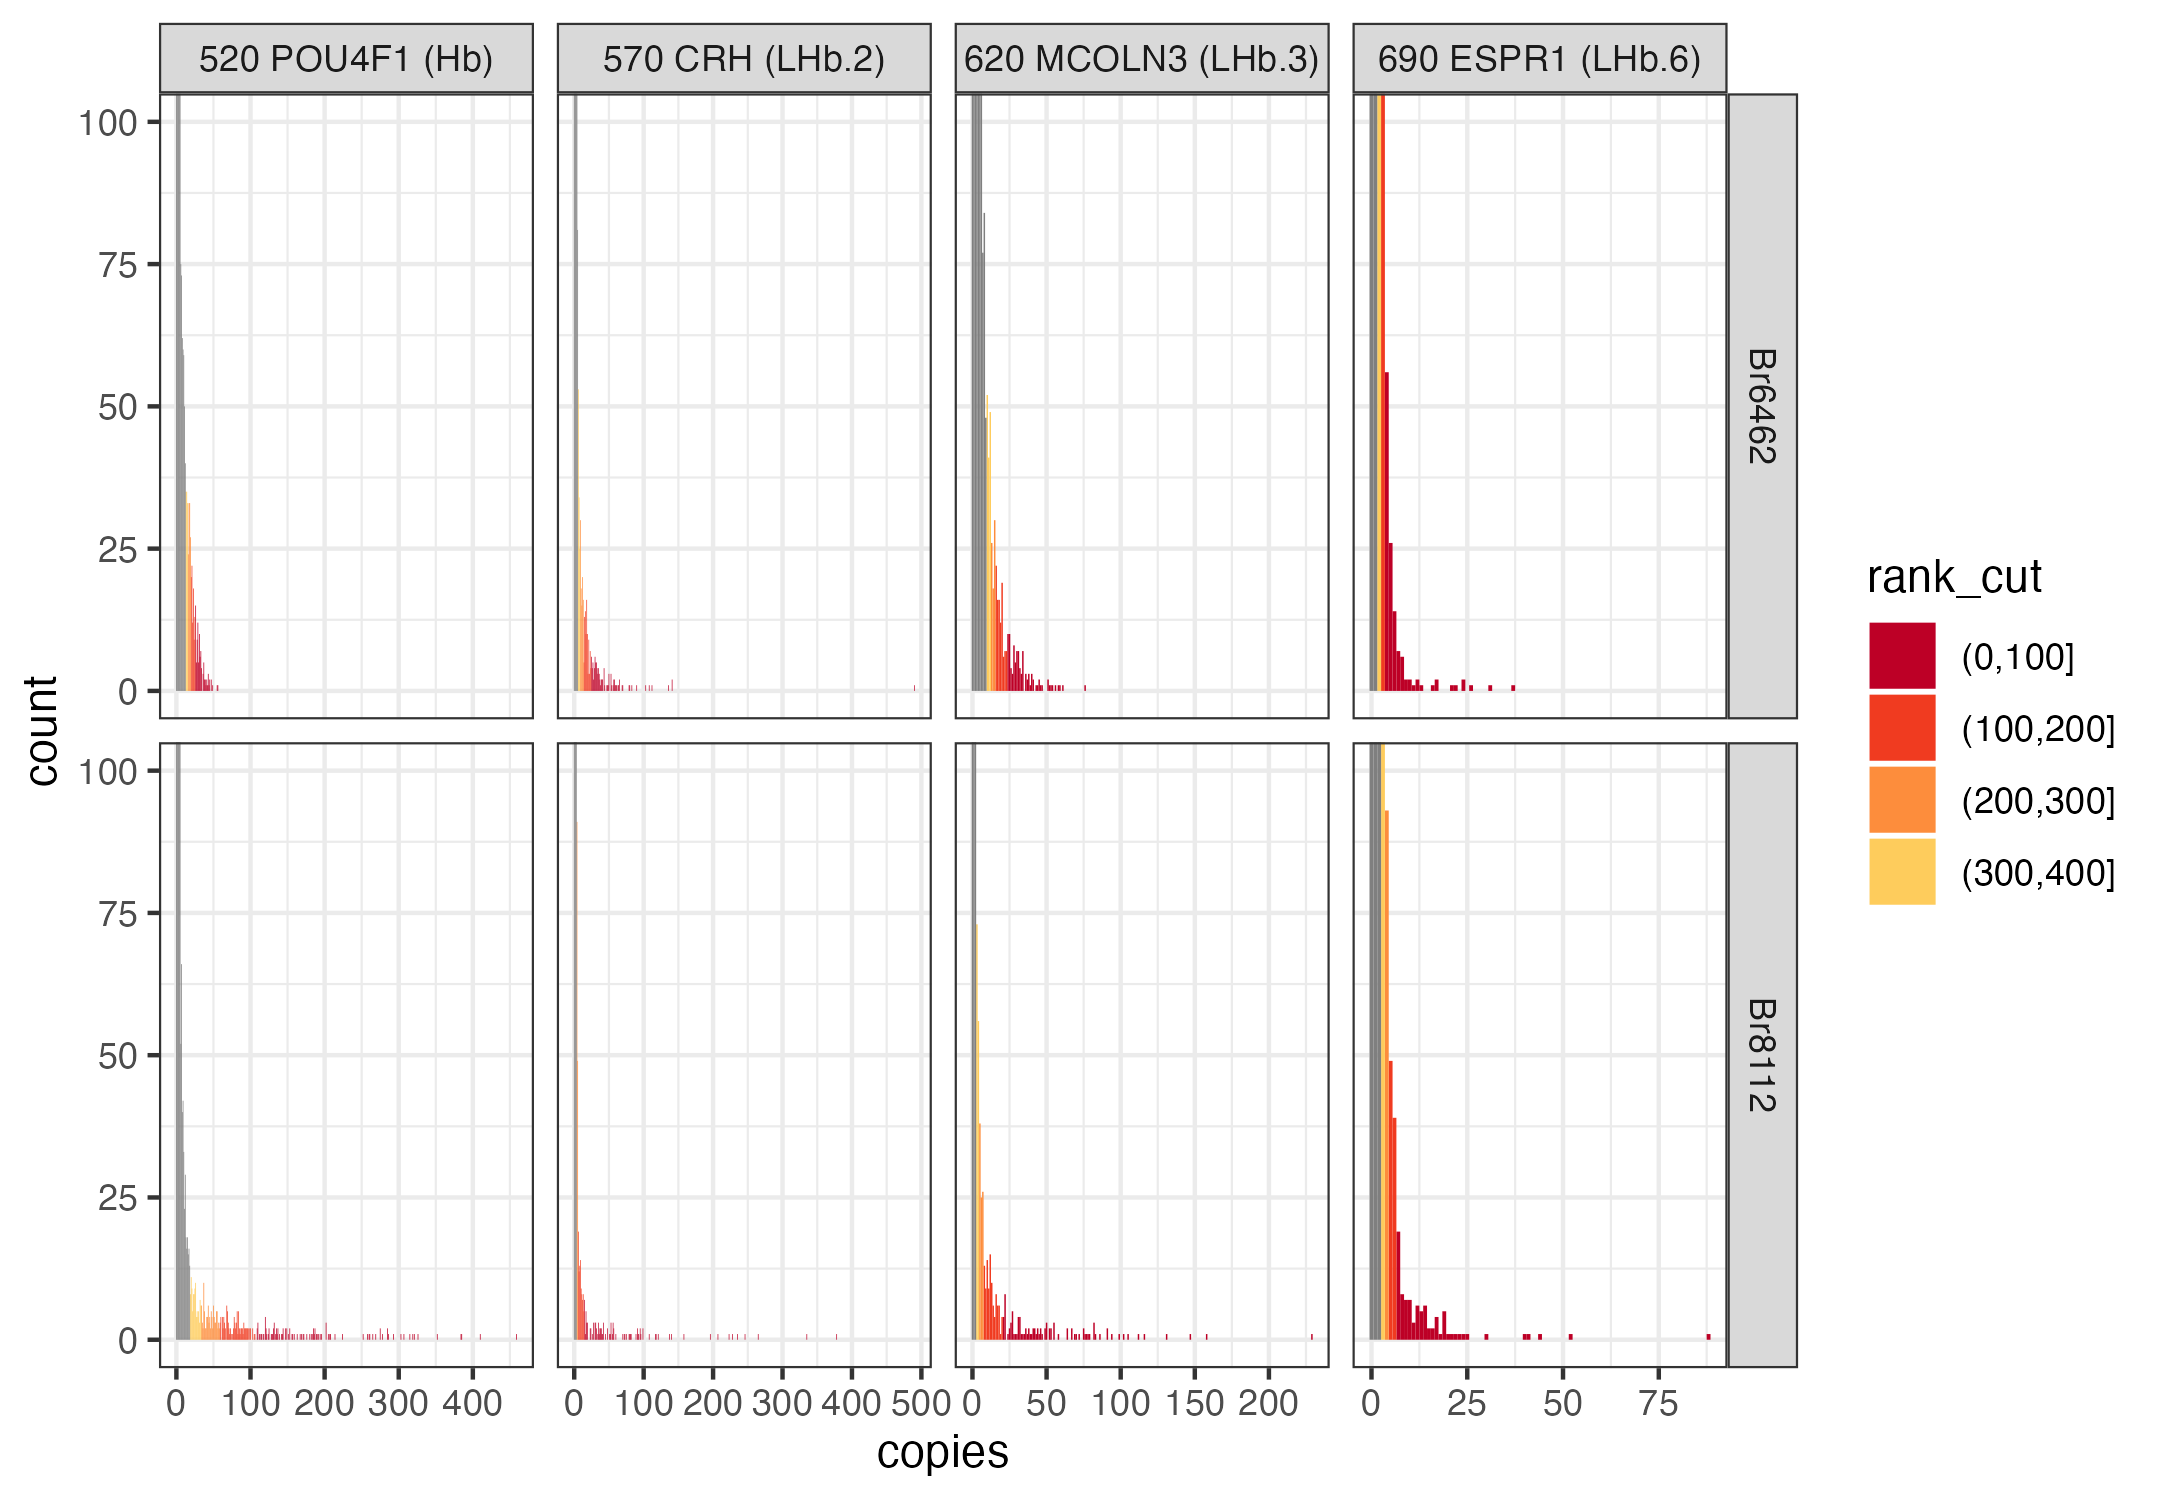 520 POU4F1 (Hb)
570 CRH (LHb.2)
620 MCOLN3 (LHb.3)
690 ESPR1 (LHb.6)
100
75
50
25
0
Br6462
100
75
50
25
0
Br8112
0 100 200 300 400
0 100 200 300 400 500
0 50 100 150 200
0 25 50 75
copies
count
rank_cut
(0,100]
(100,200]
(200,300]
(300,400]